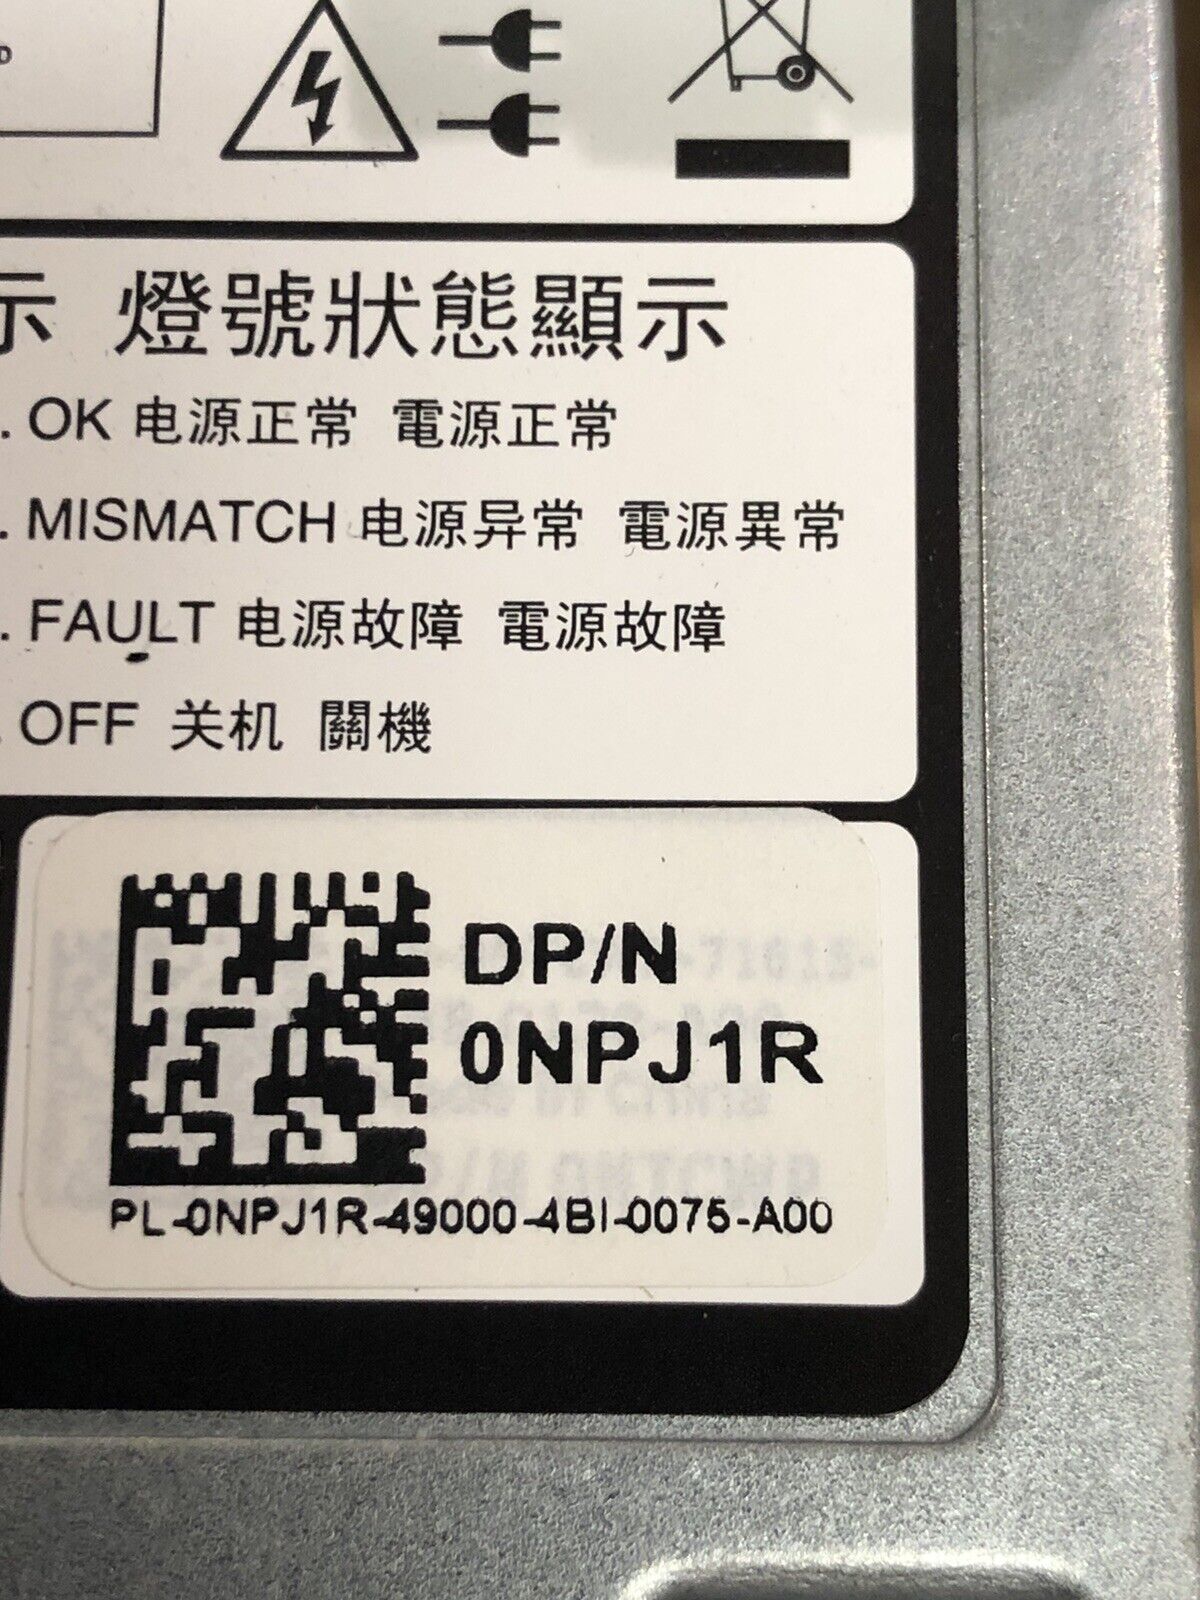 D
示 燈號狀態顯示
. OK 电源正常 電源正常
. MISMATCH 电源异常 電源異常
. FAULT 电源故障 電源故障
. OFF 关机 關機
DP/N
0NPJ1R
PL-0NPJ1R-49000-4BI-0075-A00